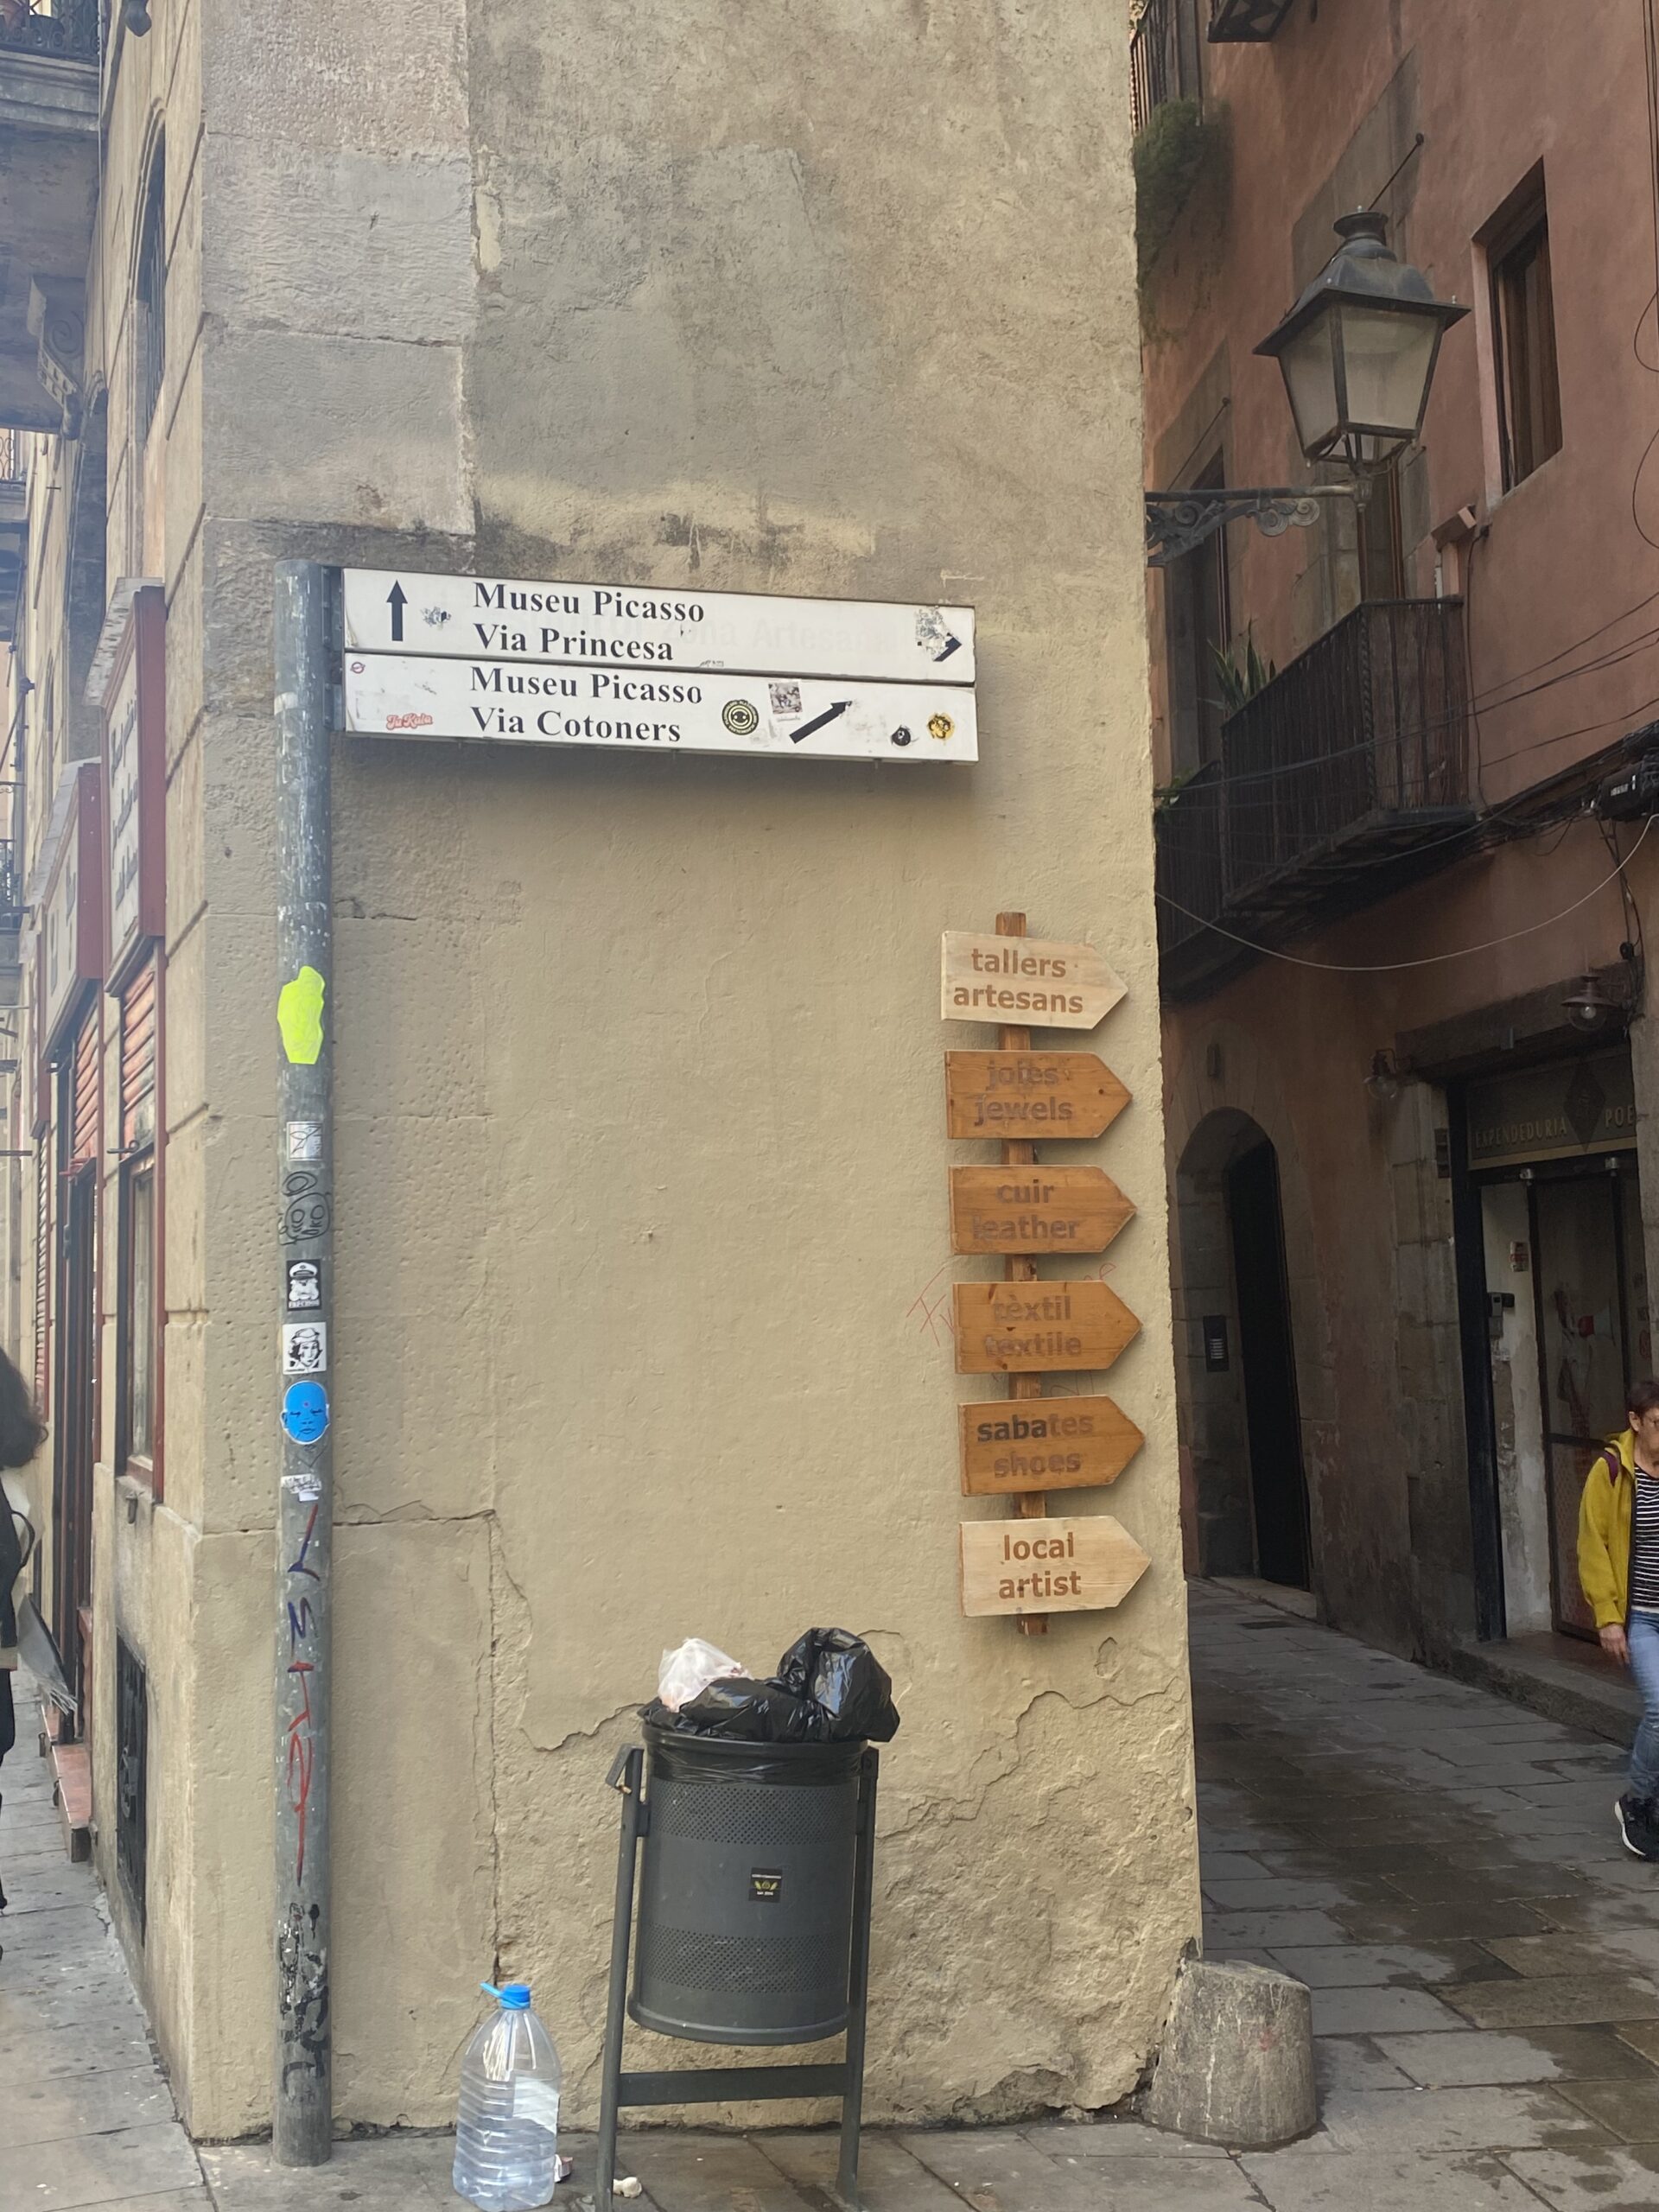 Museu Picasso
Via Princesa
Museu Picasso
Via Cotoners
tallers
artesans
joies
jewels
cuir
leather
tèxtil
textile
sabates
shoes
local
artist
EXPENDEDURIA